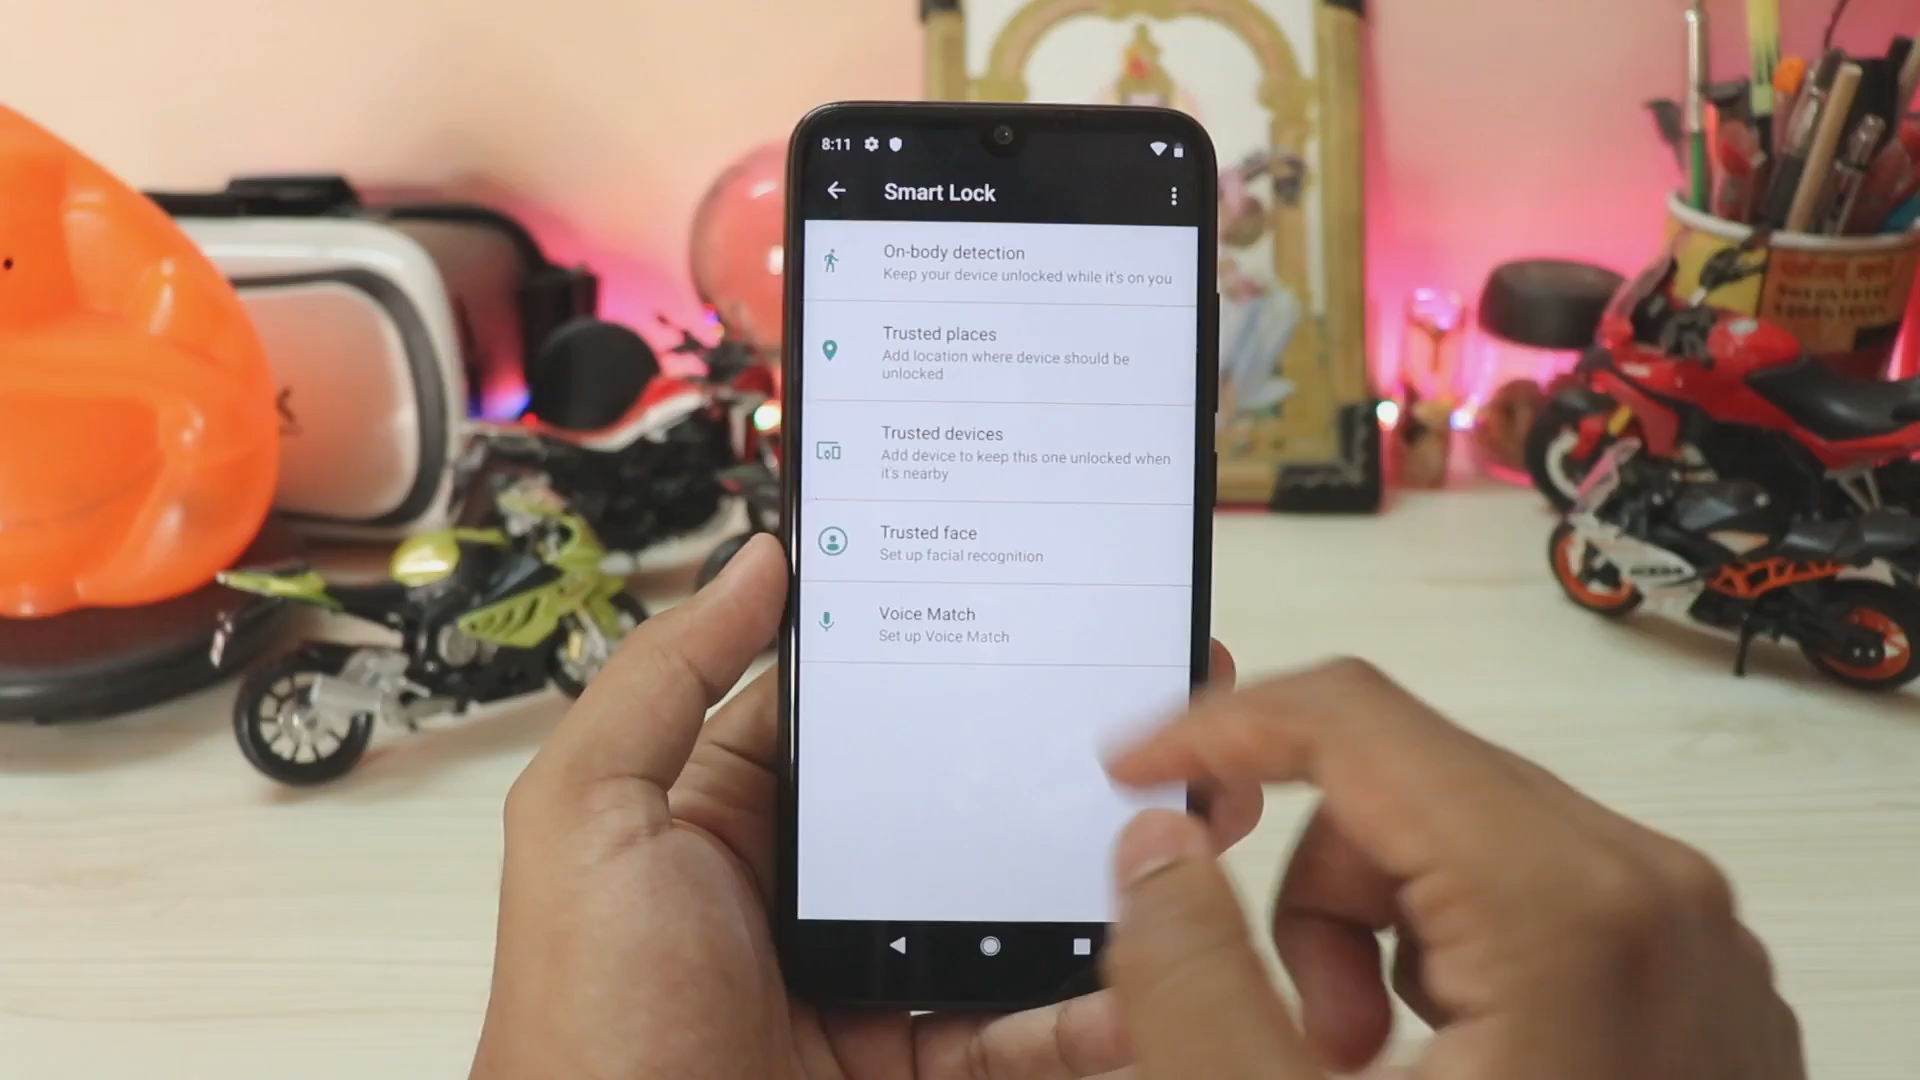 8:11
Smart Lock
On-body detection
Keep your device unlocked while it's on you
Trusted places
Add location where device should be
unlocked
Trusted devices
Add device to keep this one unlocked when
it's nearby
Trusted face
Set up facial recognition
Voice Match
Set up Voice Match